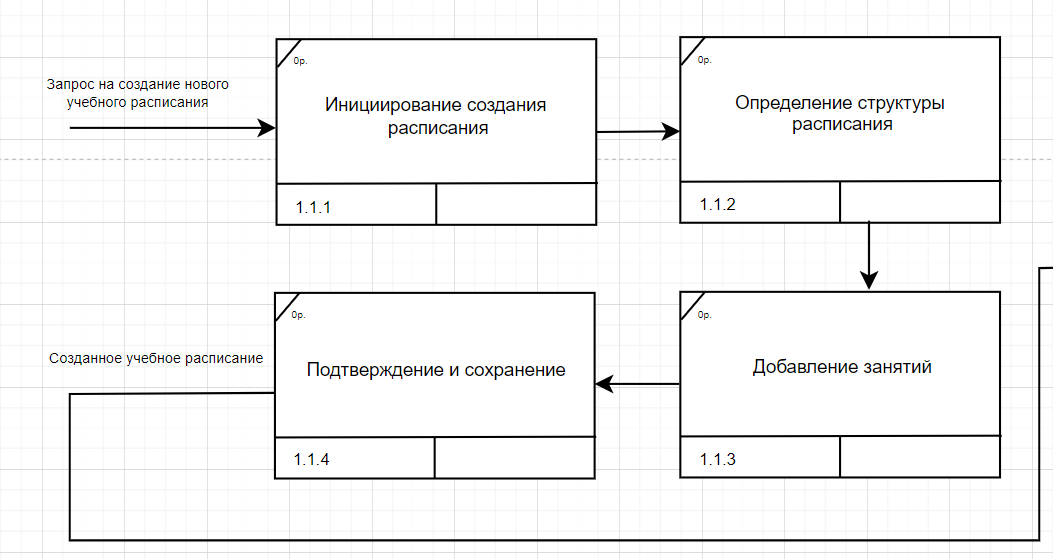 Запрос на создание нового
учебного расписания
0р.
Инициирование создания
расписания
1.1.1
0р.
Определение структуры
расписания
1.1.2
Созданное учебное расписание
0р.
Подтверждение и сохранение
1.1.4
0р.
Добавление занятий
1.1.3